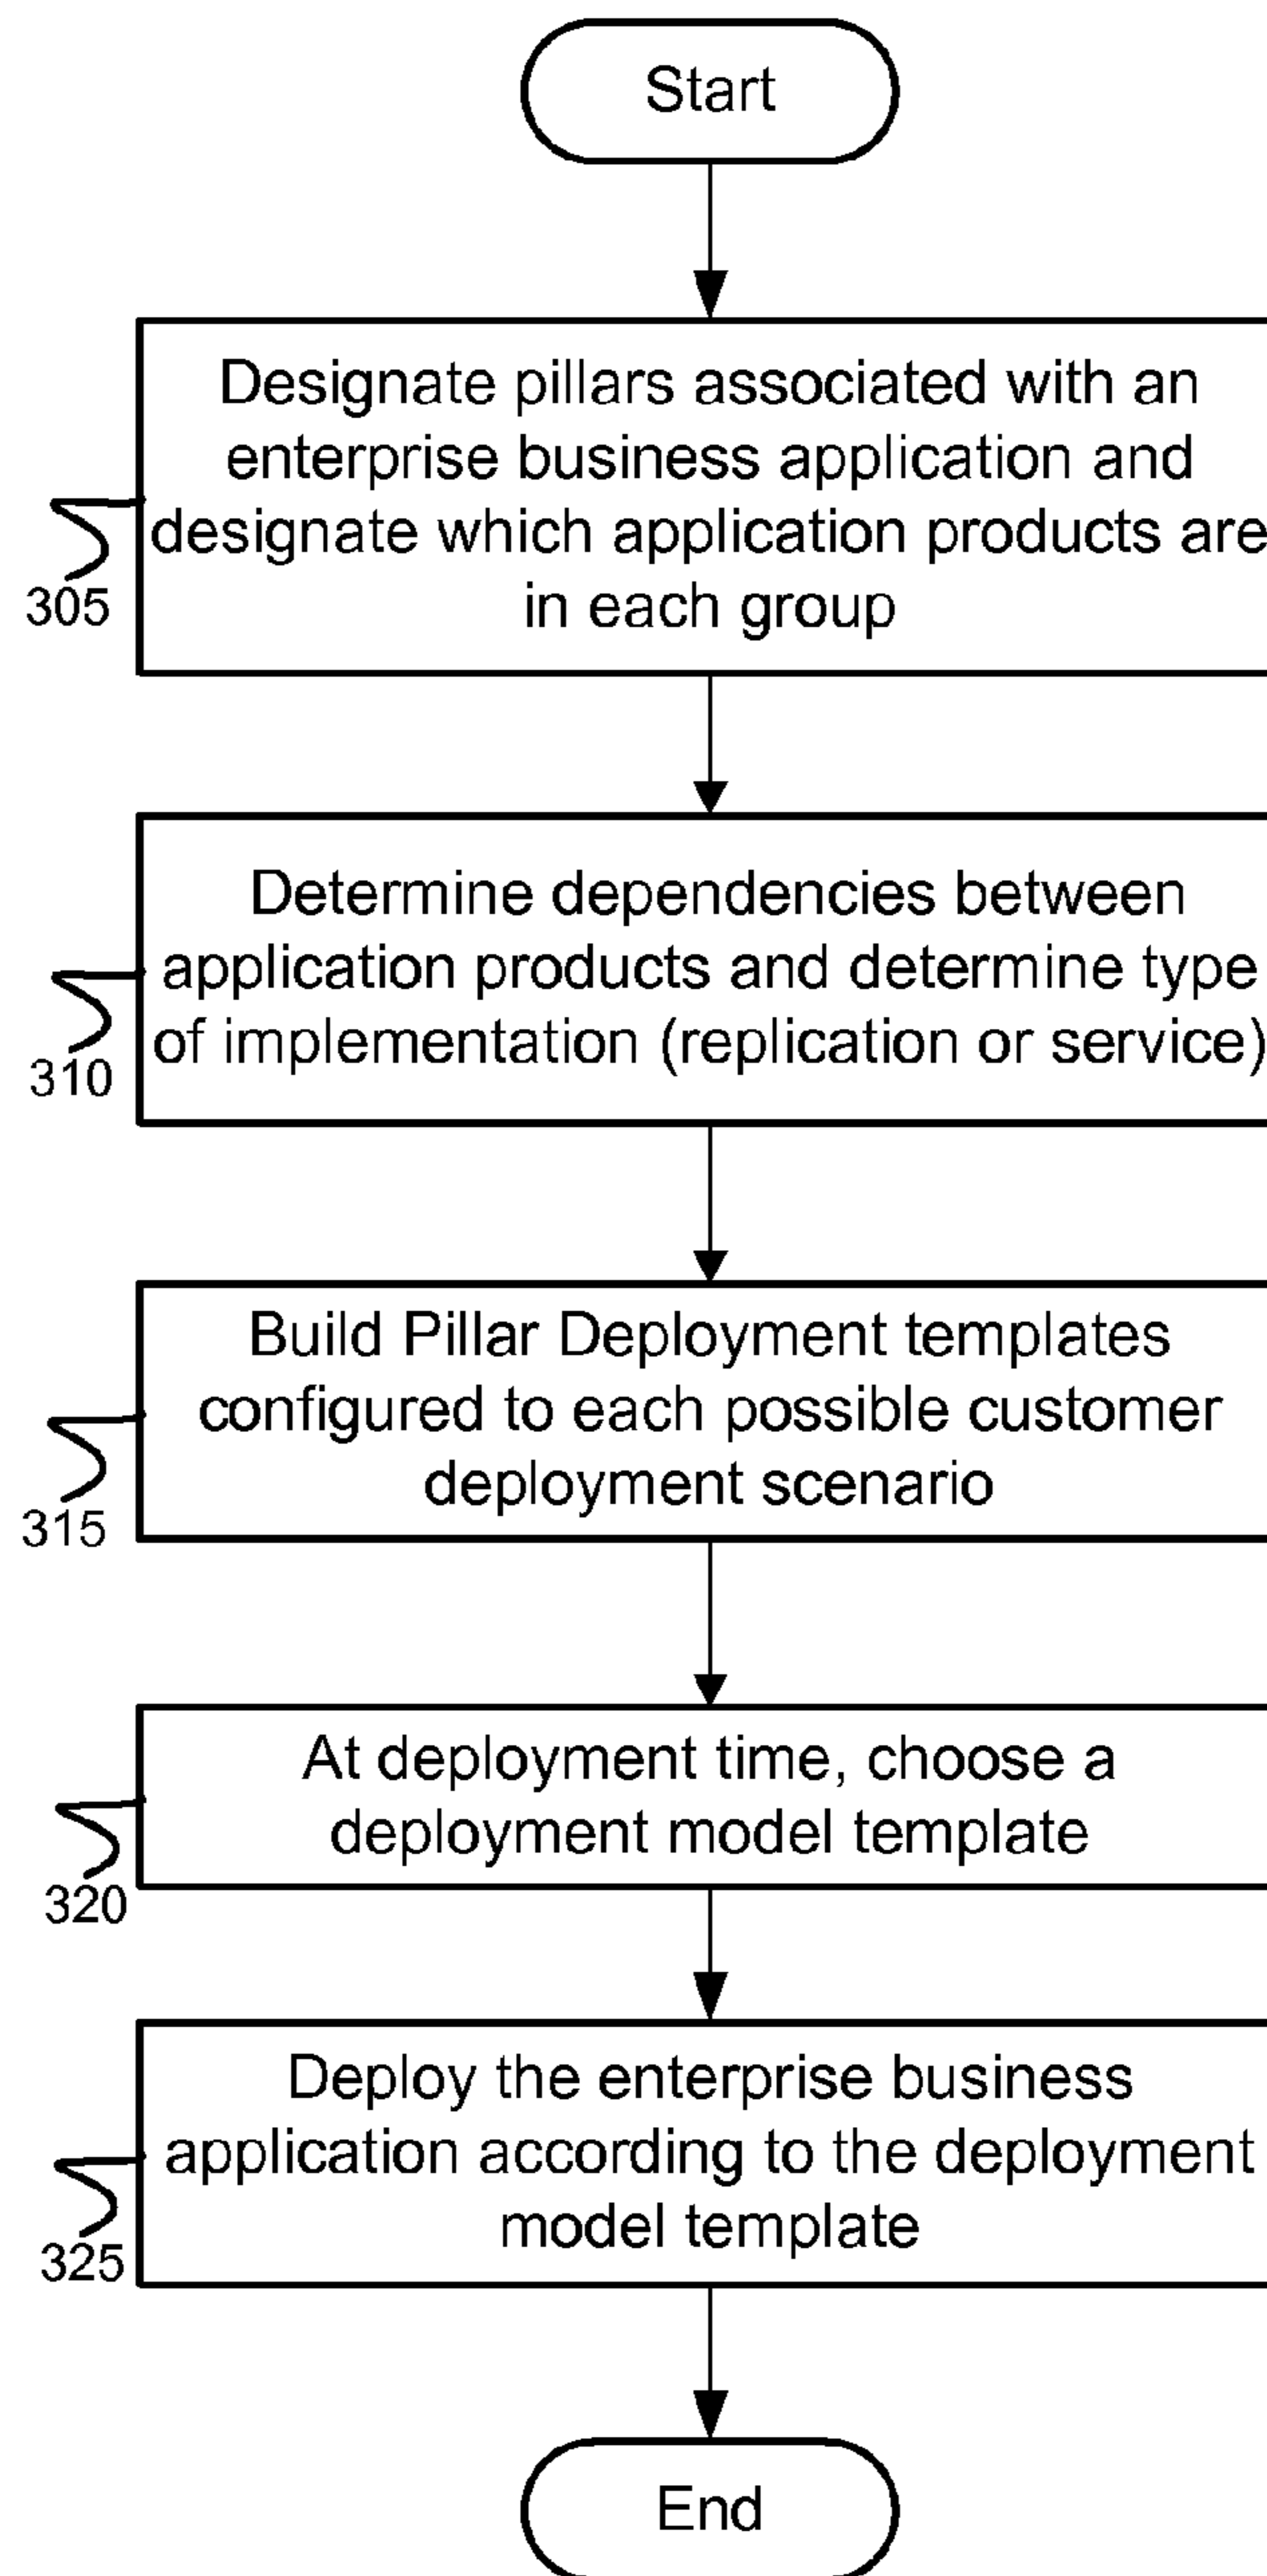 Start
Designate pillars associated with an
enterprise business application and
designate which application products are
in each group
305
Determine dependencies between
application products and determine type
of implementation (replication or service)
310
Build Pillar Deployment templates
configured to each possible customer
deployment scenario
315
At deployment time, choose a
deployment model template
320
Deploy the enterprise business
application according to the deployment
model template
325
End